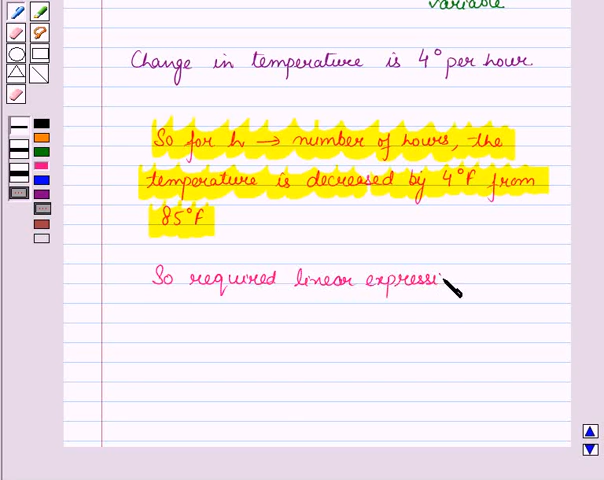 variable
Change in temperature is 4° per hour.
So for h → number of hours, the
temperature is decreased by 4°F from
85°F
So required linear expressi